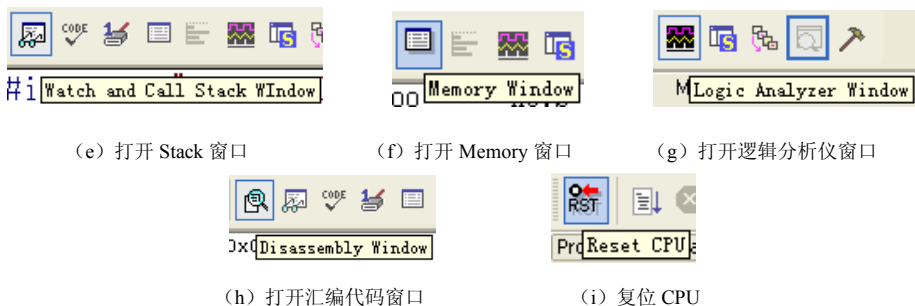 CODE
#i Watch and Call Stack WIndow
Memory Window
Logic Analyzer Window
(e)打开 Stack 窗口
(f)打开 Memory 窗口
(g)打开逻辑分析仪窗口
CODE
RST
Disassembly Window
Reset CPU
(h)打开汇编代码窗口
(i)复位 CPU